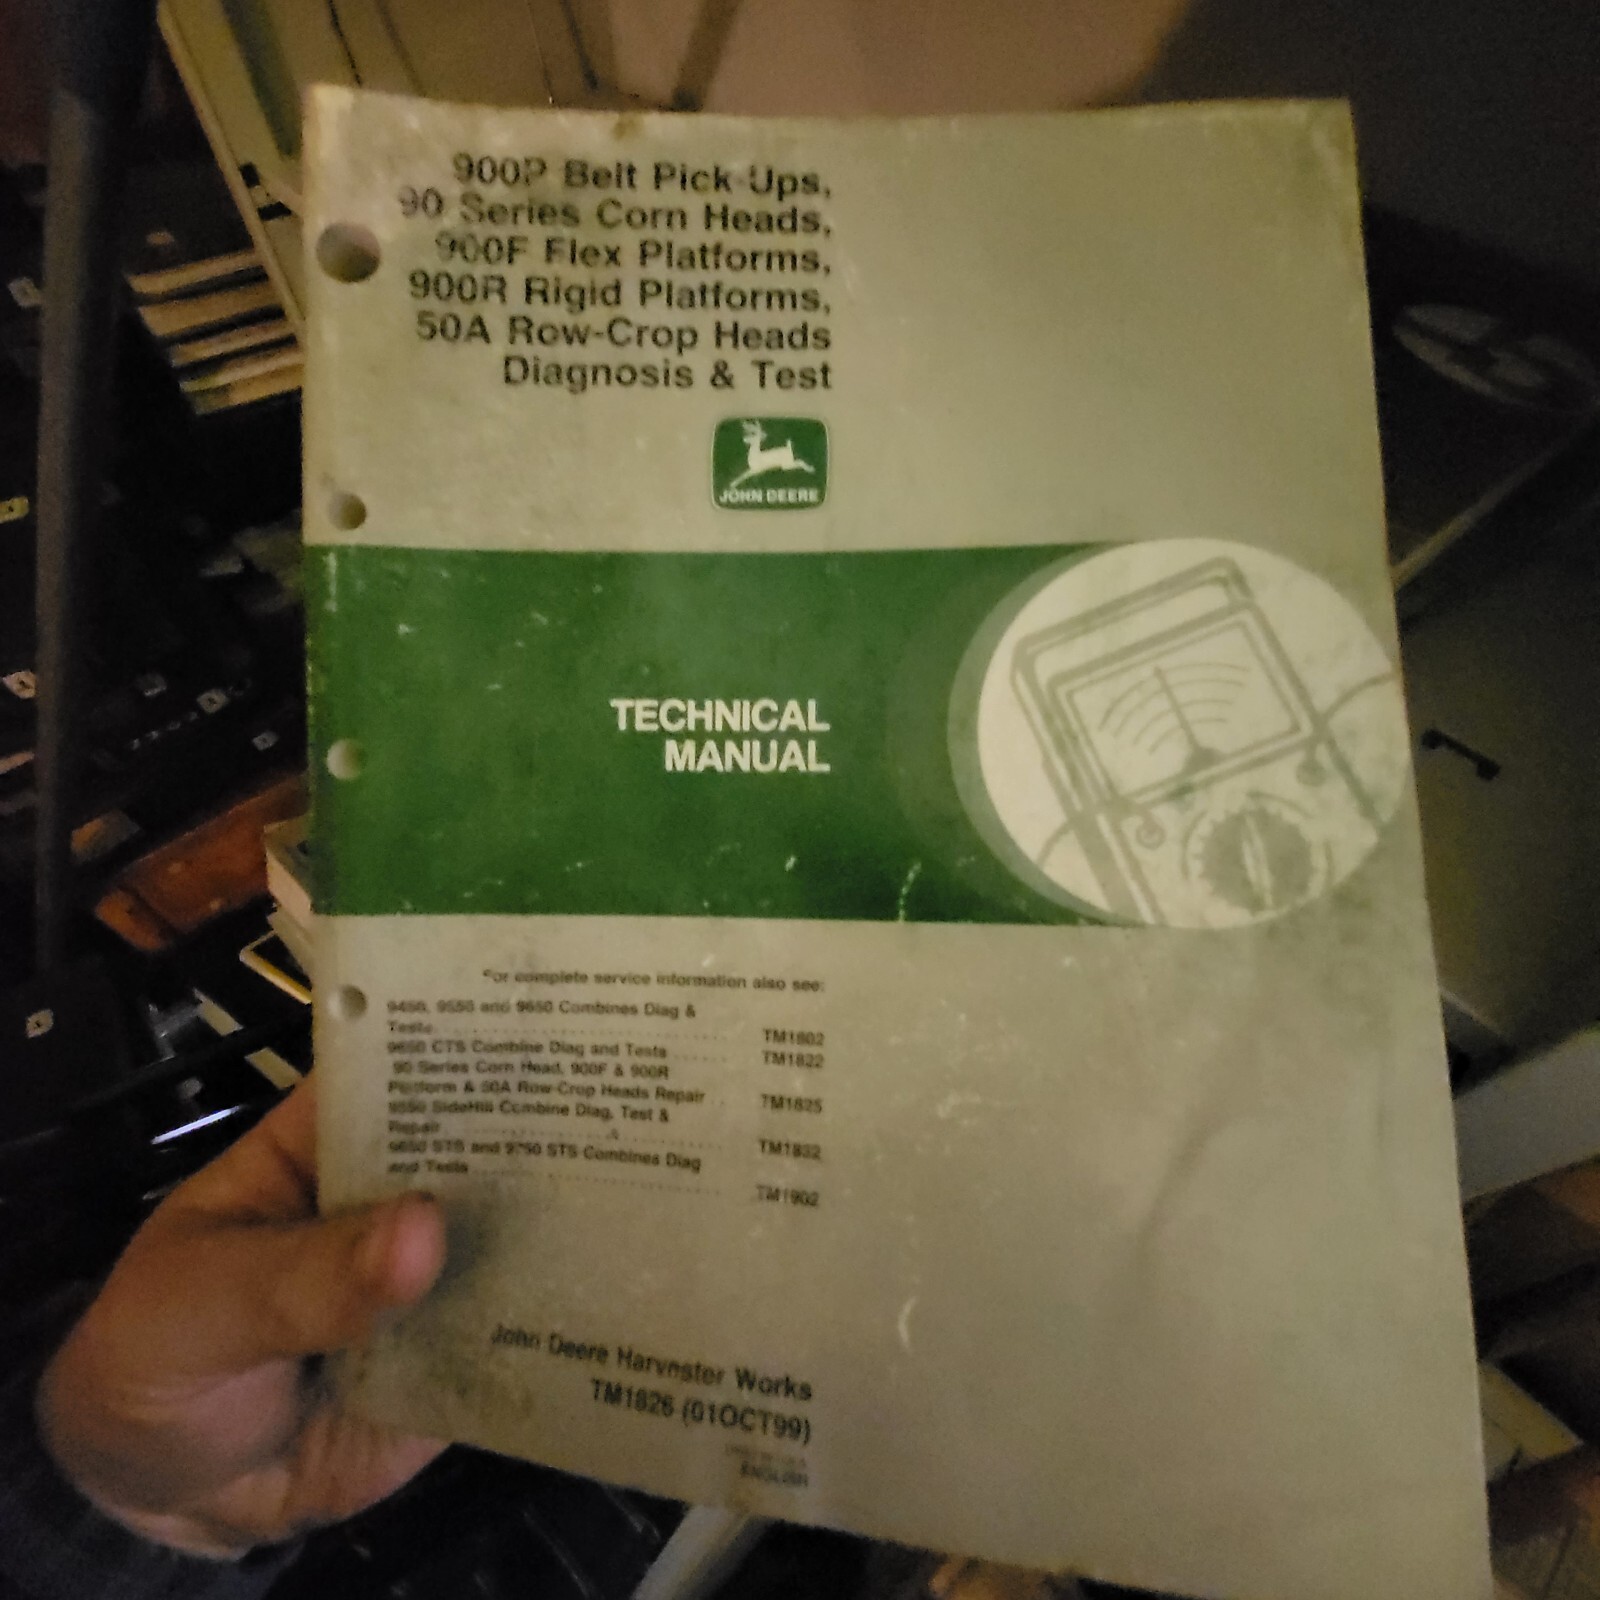 900P Belt Pick-Ups,
90 Series Corn Heads,
900F Flex Platforms,
900R Rigid Platforms,
50A Row-Crop Heads
Diagnosis & Test
JOHN DEERE
TECHNICAL
MANUAL
For complete service information also see:
9450, 9550 and 9650 Combines Diag &
Tests.......... TM1802
9650 CTS Combine Diag and Tests ...... TM1822
90 Series Corn Head, 900F & 900R
Platform & 50A Row-Crop Heads Repair .. TM1825
9550 SideHill Combine Diag, Test &
Repair .......... TM1832
9650 STS and 9750 STS Combines Diag
and Tests .......... TM1902
John Deere Harvester Works
TM1826 (01OCT99)
ENGLISH